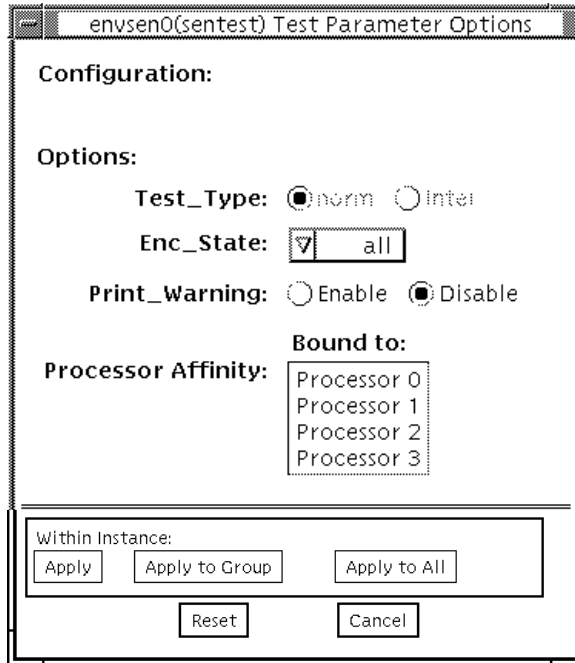 envsen0(sentest) Test Parameter Options
Configuration:
Options:
Test_Type: norm inter
Enc_State: all
Print_Warning: Enable Disable
Bound to:
Processor Affinity:
Processor 0
Processor 1
Processor 2
Processor 3
Within Instance:
Apply Apply to Group Apply to All
Reset Cancel